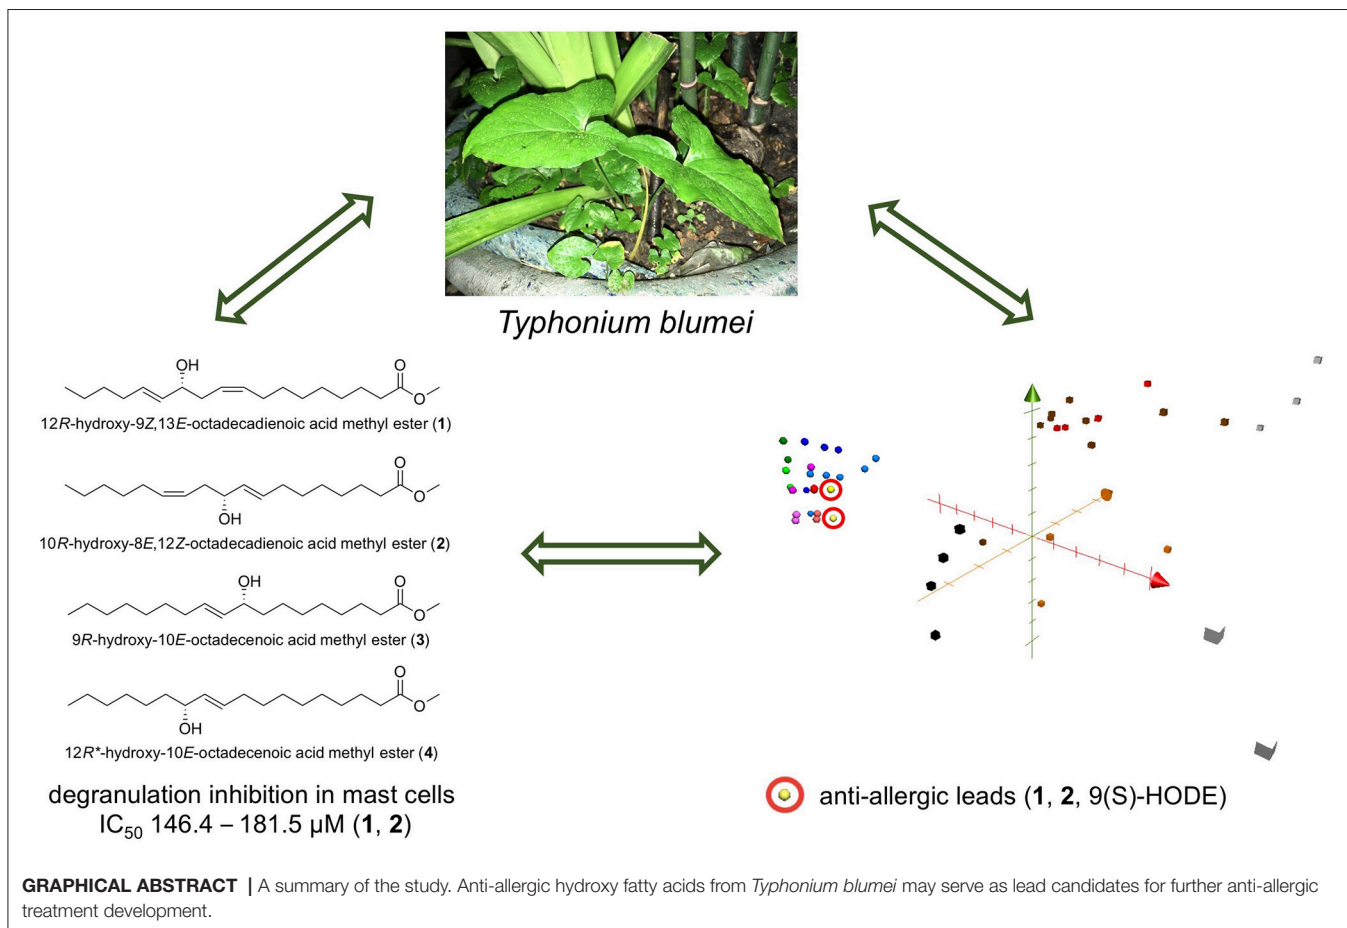 Typhonium blumei
OH
O
O
12R-hydroxy-9Z,13E-octadecadienoic acid methyl ester (1)
O
O
OH
10R-hydroxy-8E,12Z-octadecadienoic acid methyl ester (2)
OH
O
O
9R-hydroxy-10E-octadecenoic acid methyl ester (3)
O
O
OH
12R*-hydroxy-10E-octadecenoic acid methyl ester (4)
degranulation inhibition in mast cells
IC50 146.4 – 181.5 µM (1, 2)
anti-allergic leads (1, 2, 9(S)-HODE)
GRAPHICAL ABSTRACT | A summary of the study. Anti-allergic hydroxy fatty acids from Typhonium blumei may serve as lead candidates for further anti-allergic
treatment development.